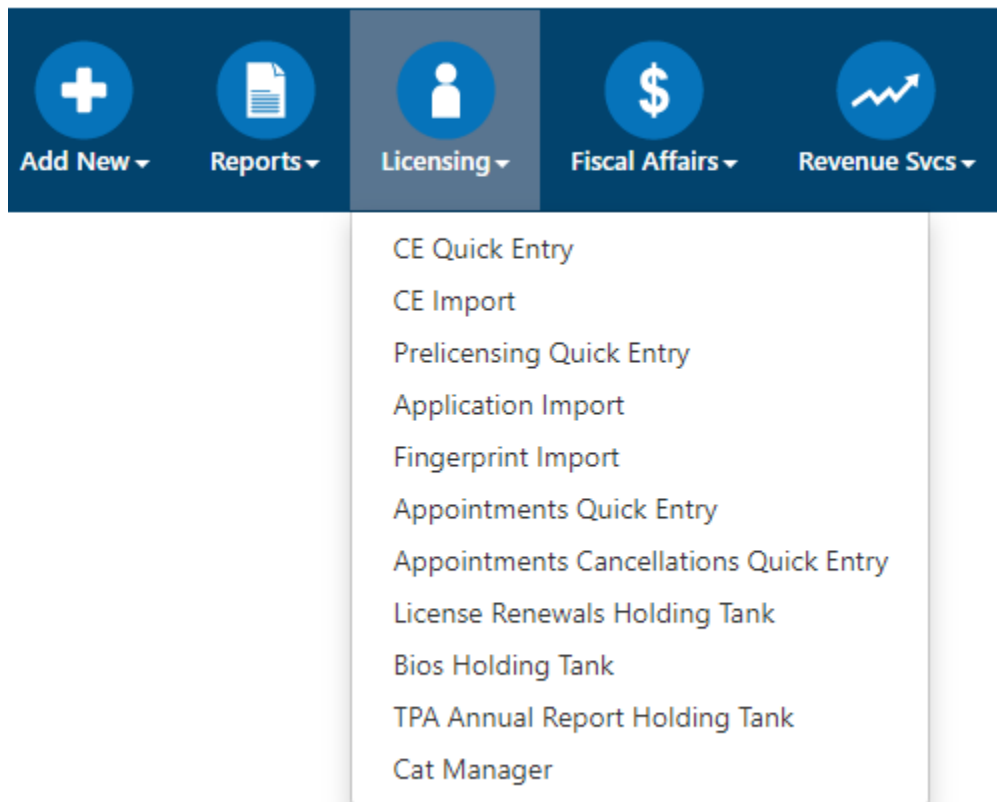 Add New
Reports
Licensing
Fiscal Affairs
Revenue Svcs
CE Quick Entry
CE Import
Prelicensing Quick Entry
Application Import
Fingerprint Import
Appointments Quick Entry
Appointments Cancellations Quick Entry
License Renewals Holding Tank
Bios Holding Tank
TPA Annual Report Holding Tank
Cat Manager